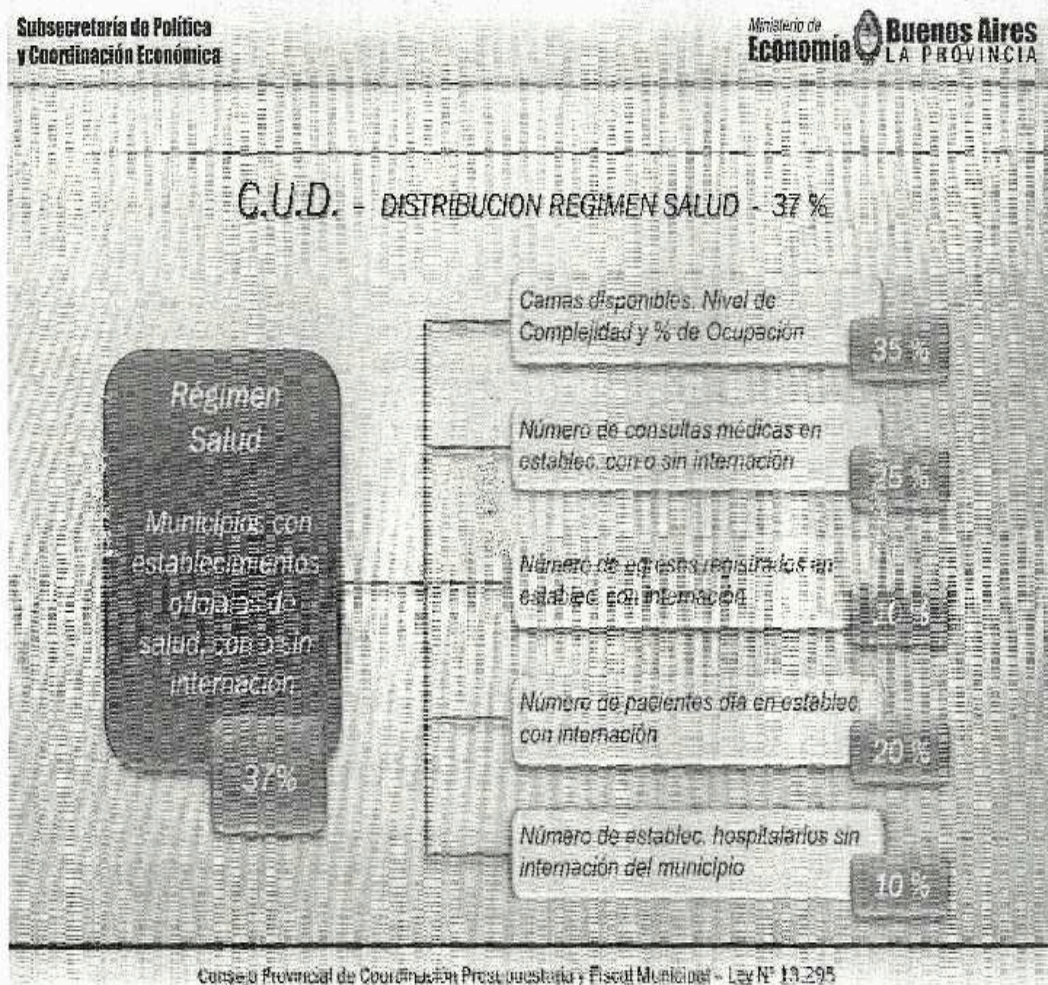 Subsecretaría de Política
y Coordinación Económica
Ministerio de
Economía
Buenos Aires
LA PROVINCIA
C.U.D. - DISTRIBUCION REGIMEN SALUD - 37 %
Régimen
Salud
Municipios con
establecimientos
oficiales de
salud, con o sin
internación
37%
Camas disponibles, Nivel de
Complejidad y % de Ocupación
35 %
Número de consultas médicas en
establec. con o sin internación
25 %
Número de egresos registrados en
establec. con internación
10 %
Número de pacientes día en establec.
con internación
20 %
Número de establec. hospitalarios sin
internación del municipio
10 %
Consejo Provincial de Coordinación Presupuestaria y Fiscal Municipal - Ley N° 13.295